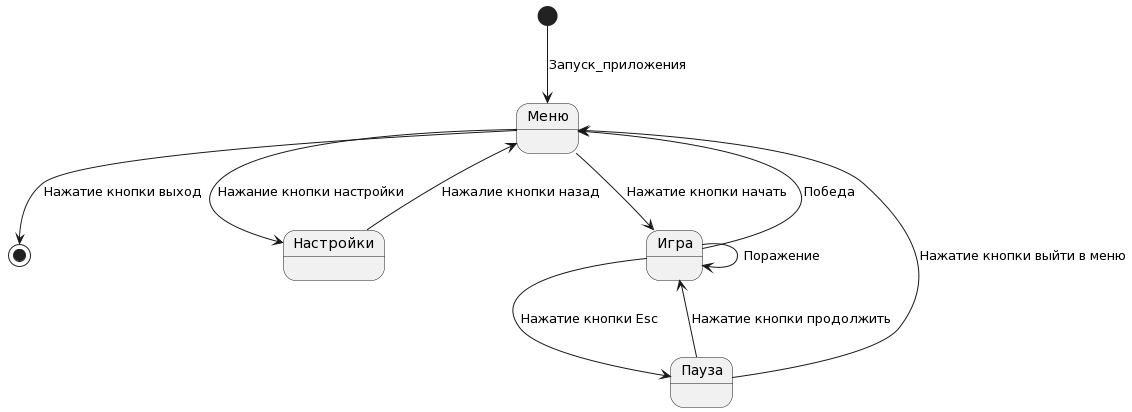 Запуск_приложения
Меню
Нажатие кнопки выход
Нажание кнопки настройки
Нажалие кнопки назад
Нажатие кнопки начать
Победа
Настройки
Игра
Поражение
Нажатие кнопки выйти в меню
Нажатие кнопки Esc
Нажатие кнопки продолжить
Пауза